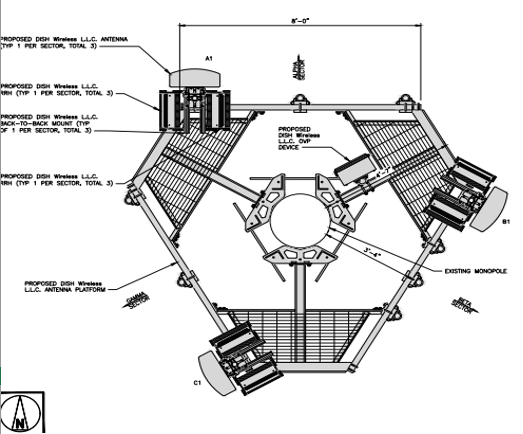 8'-0"
PROPOSED DISH Wireless L.L.C. ANTENNA
(TYP 1 PER SECTOR, TOTAL 3)
A1
ALPHA
SECTOR
PROPOSED DISH Wireless L.L.C.
RRH (TYP 1 PER SECTOR, TOTAL 3)
PROPOSED DISH Wireless L.L.C.
BACK-TO-BACK MOUNT (TYP
OF 1 PER SECTOR, TOTAL 3)
PROPOSED
DISH Wireless
L.L.C. OVP
DEVICE
PROPOSED DISH Wireless L.L.C.
RRH (TYP 1 PER SECTOR, TOTAL 3)
B1
3'-4"
EXISTING MONOPOLE
PROPOSED DISH Wireless
L.L.C. ANTENNA PLATFORM
GAMMA
SECTOR
BETA
SECTOR
C1
N